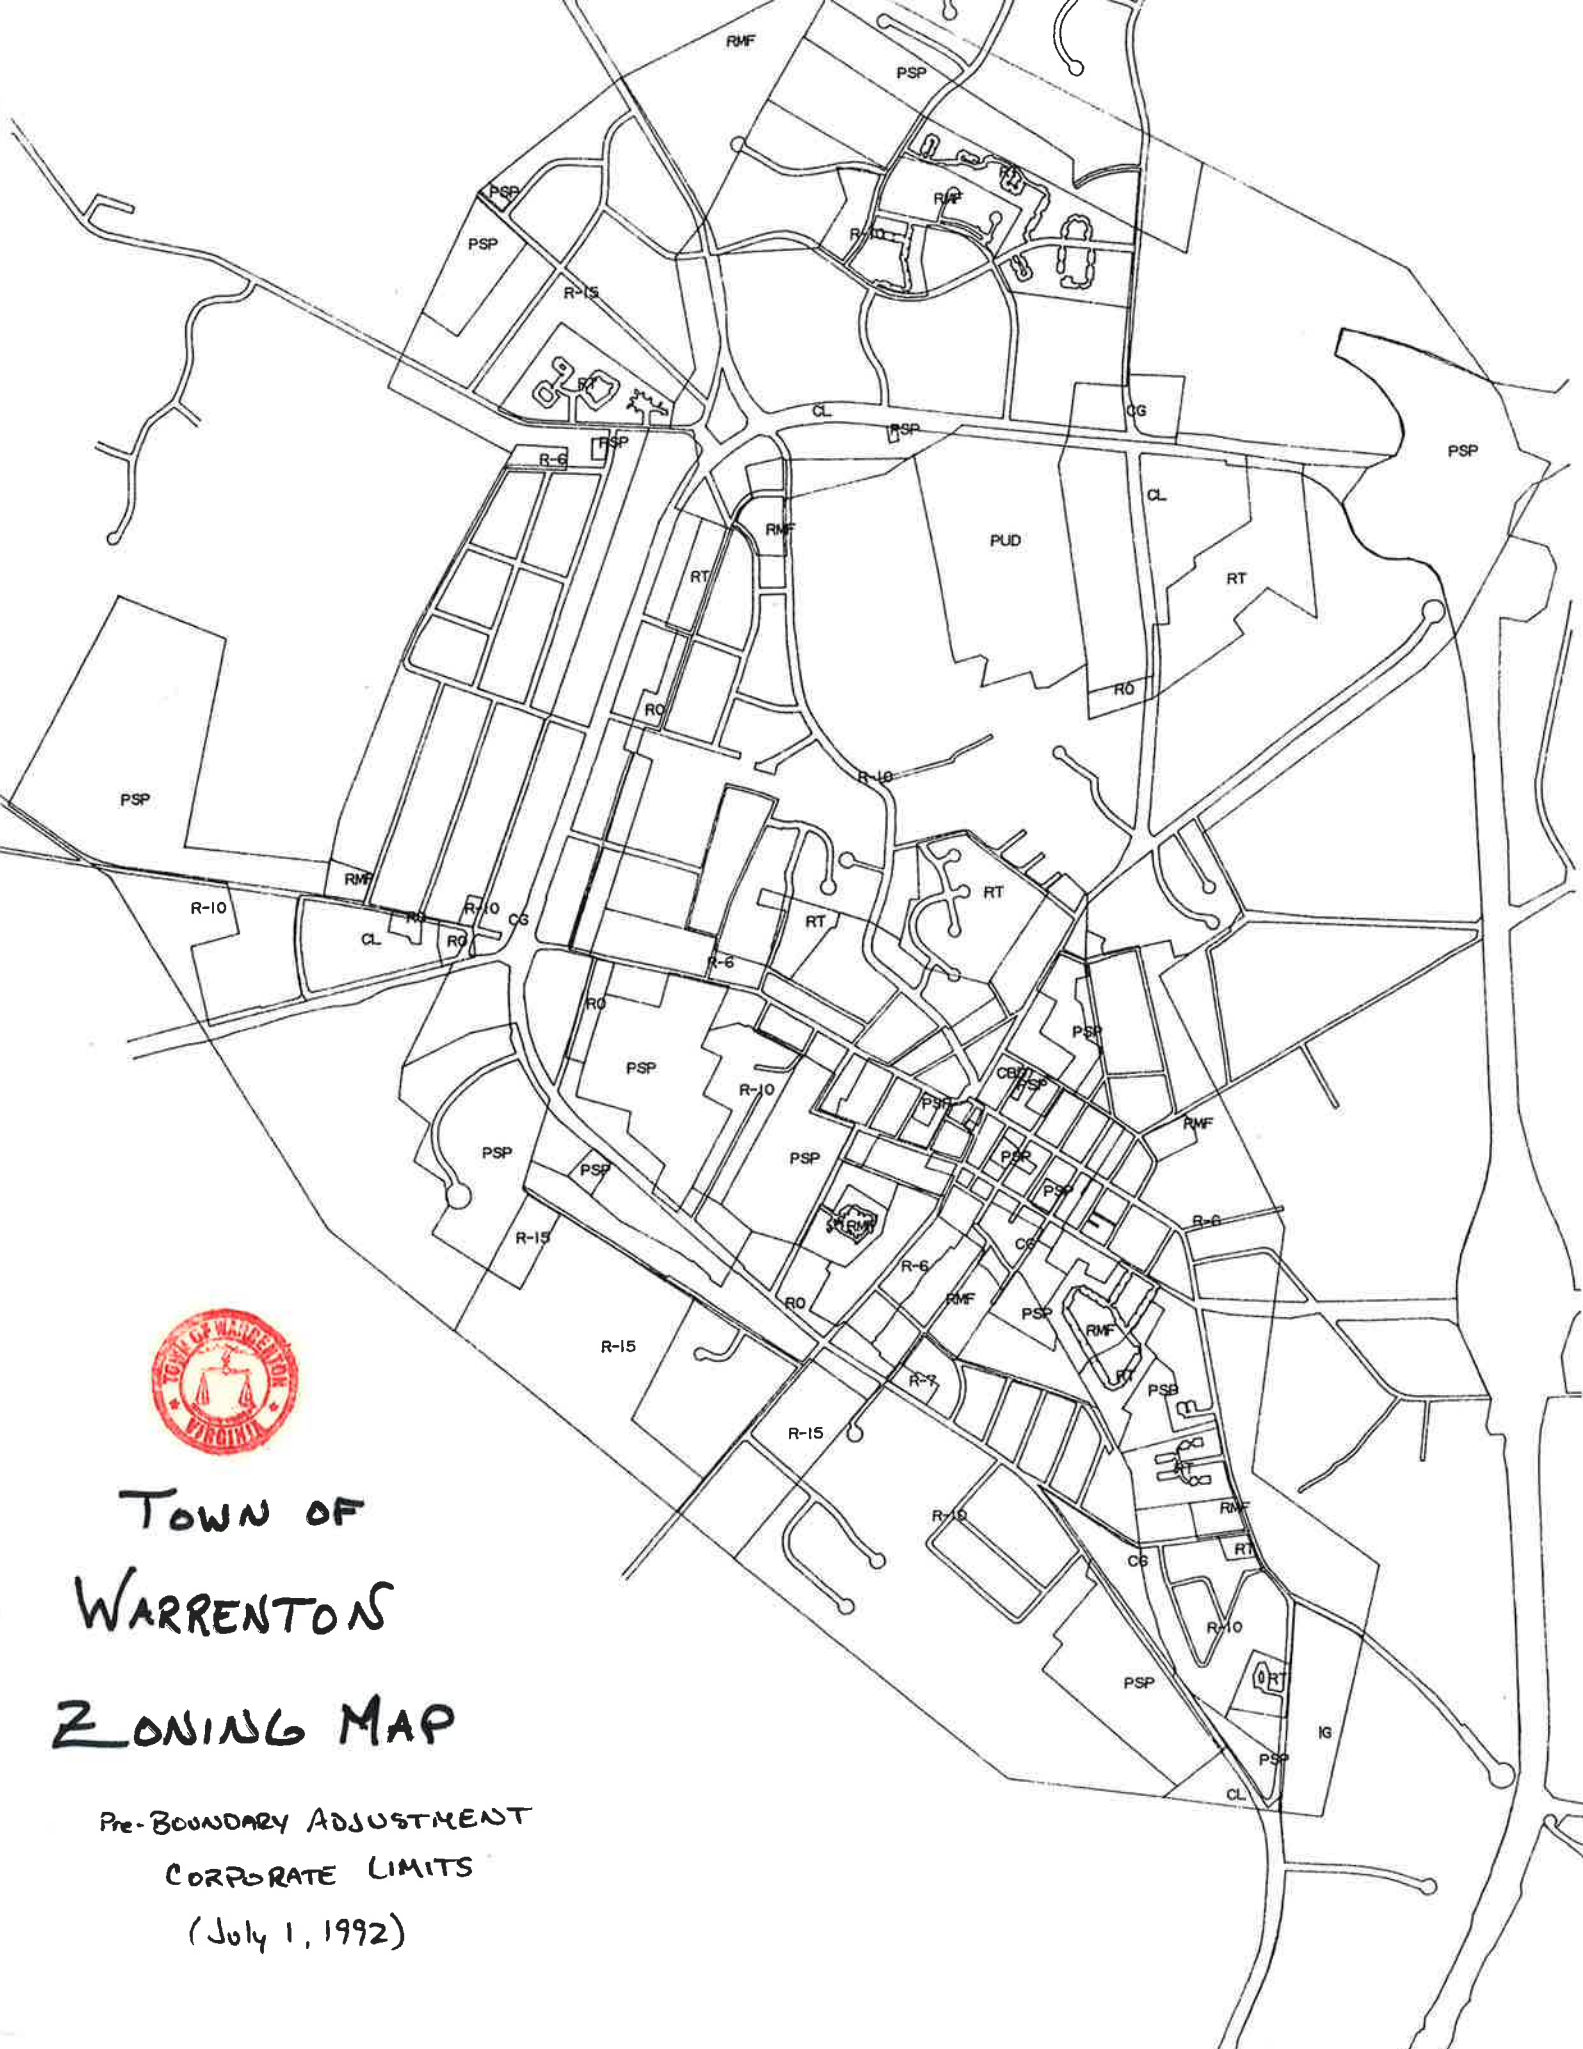 RMF
PSP
PSP
RT
RMF
PSP
R-10
R-15
RT
CL
CG
PSP
PSP
R-6
PSP
CL
RMF
PUD
RT
RT
RO
RO
R-10
PSP
RMF
RT
R-10
R-10
RO
CG
RT
CL
RO
R-6
RO
PSP
PSP
CBD
PSP
R-10
PSP
RMF
PSP
PSP
PSP
PSP
PSP
R-6
RMF
R-15
CG
R-6
RMF
RO
PSP
RMF
R-15
RT
PSP
R-15
RT
RMF
R-10
RT
CG
R-10
PSP
RT
IG
PSP
CL
TOWN OF WARRENTON
VIRGINIA
TOWN OF
WARRENTON
ZONING MAP
Pre-BOUNDARY ADJUSTMENT
CORPORATE LIMITS
(July 1, 1992)